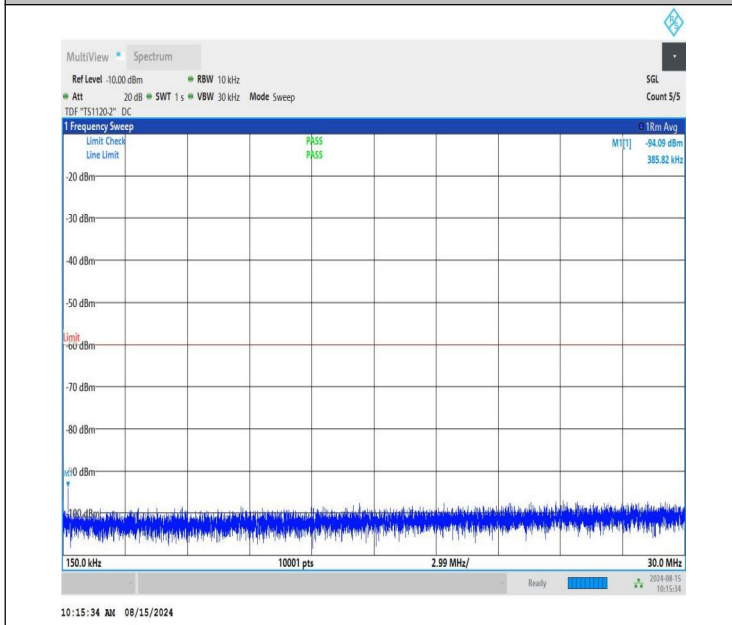 R S
MultiView Spectrum
Ref Level -10.00 dBm RBW 10 kHz SGL
Att 20 dB SWT 1 s VBW 30 kHz Mode Sweep Count 5/5
TDF "TS1120-2" DC
1 Frequency Sweep 1Rm Avg
Limit Check PASS M1[1] -94.09 dBm
Line Limit PASS 385.82 kHz
-20 dBm
-30 dBm
-40 dBm
-50 dBm
Limit
-60 dBm
-70 dBm
-80 dBm
M1
-100 dBm
150.0 kHz 10001 pts 2.99 MHz/ 30.0 MHz
Ready 2024-08-15
10:15:34
10:15:34 AM 08/15/2024